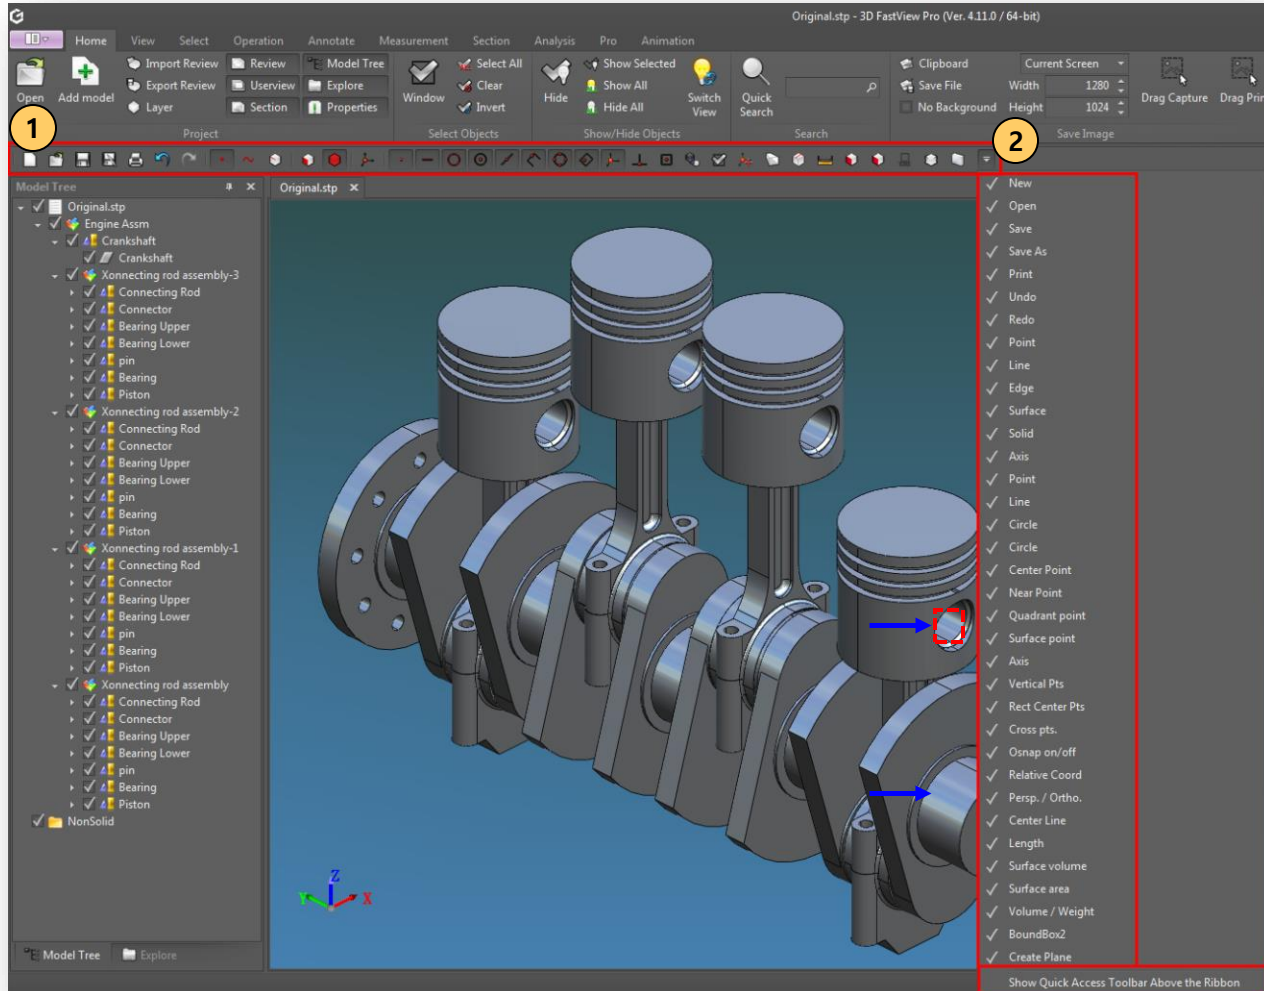 Original.stp - 3D FastView Pro (Ver. 4.11.0 / 64-bit)
Home View Select Operation Annotate Measurement Section Analysis Pro Animation
Import Review Review Model Tree Select All Show Selected Clipboard Current Screen
Export Review Userview Explore Clear Show All Save File Width 1280
Open Add model Layer Section Properties Window Invert Hide Hide All Switch View Quick Search No Background Height 1024 Drag Capture Drag Prin
Project Select Objects Show/Hide Objects Search Save Image
1
2
Model Tree
Original.stp
Engine Assm
Crankshaft
Crankshaft
Xonnecting rod assembly-3
Connecting Rod
Connector
Bearing Upper
Bearing Lower
pin
Bearing
Piston
Xonnecting rod assembly-2
Connecting Rod
Connector
Bearing Upper
Bearing Lower
pin
Bearing
Piston
Xonnecting rod assembly-1
Connecting Rod
Connector
Bearing Upper
Bearing Lower
pin
Bearing
Piston
Xonnecting rod assembly
Connecting Rod
Connector
Bearing Upper
Bearing Lower
pin
Bearing
Piston
NonSolid
Model Tree Explore
Original.stp
Z
Y X
New
Open
Save
Save As
Print
Undo
Redo
Point
Line
Edge
Surface
Solid
Axis
Point
Line
Circle
Circle
Center Point
Near Point
Quadrant point
Surface point
Axis
Vertical Pts
Rect Center Pts
Cross pts.
Osnap on/off
Relative Coord
Persp. / Ortho.
Center Line
Length
Surface volume
Surface area
Volume / Weight
BoundBox2
Create Plane
Show Quick Access Toolbar Above the Ribbon